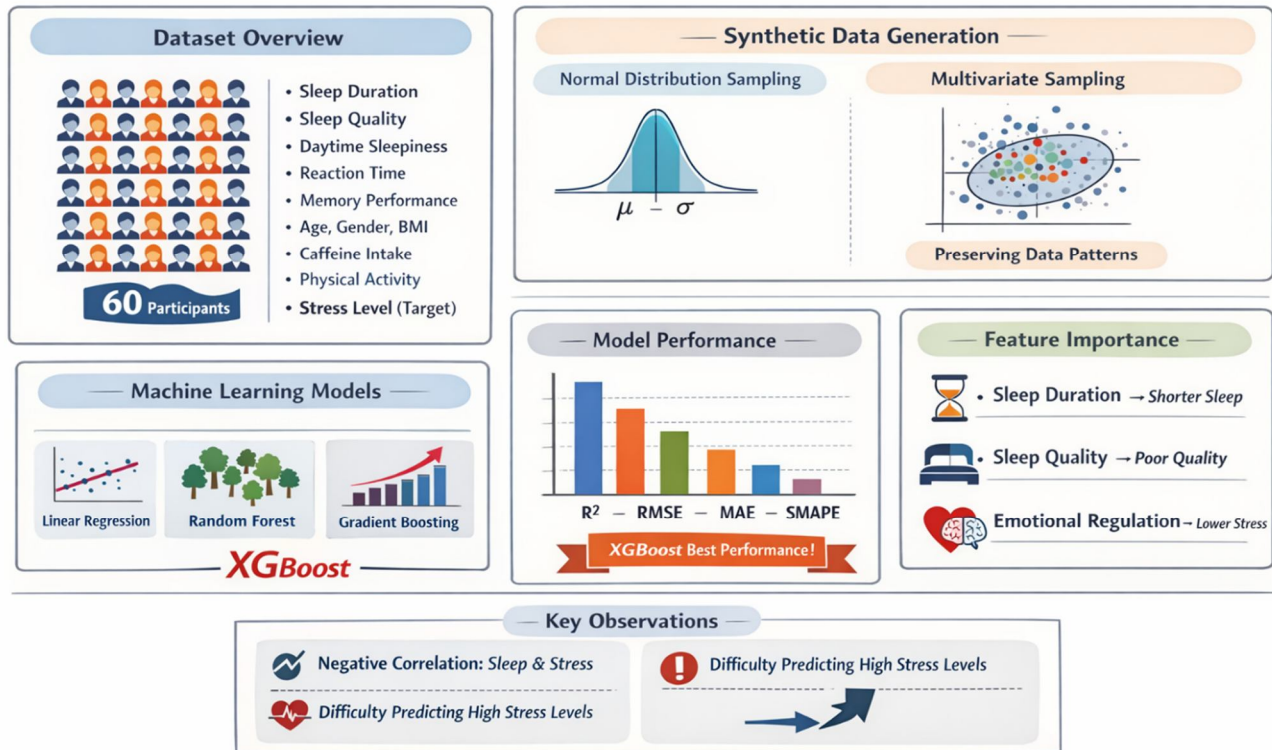 Dataset Overview
• Sleep Duration
• Sleep Quality
• Daytime Sleepiness
• Reaction Time
• Memory Performance
• Age, Gender, BMI
• Caffeine Intake
• Physical Activity
• Stress Level (Target)
60 Participants
— Synthetic Data Generation —
Normal Distribution Sampling
μ – σ
Multivariate Sampling
Preserving Data Patterns
— Machine Learning Models —
Linear Regression
Random Forest
Gradient Boosting
XGBoost
— Model Performance —
R² – RMSE – MAE – SMAPE
XGBoost Best Performance!
Feature Importance
• Sleep Duration → Shorter Sleep
• Sleep Quality → Poor Quality
Emotional Regulation → Lower Stress
— Key Observations —
Negative Correlation: Sleep & Stress
Difficulty Predicting High Stress Levels
Difficulty Predicting High Stress Levels